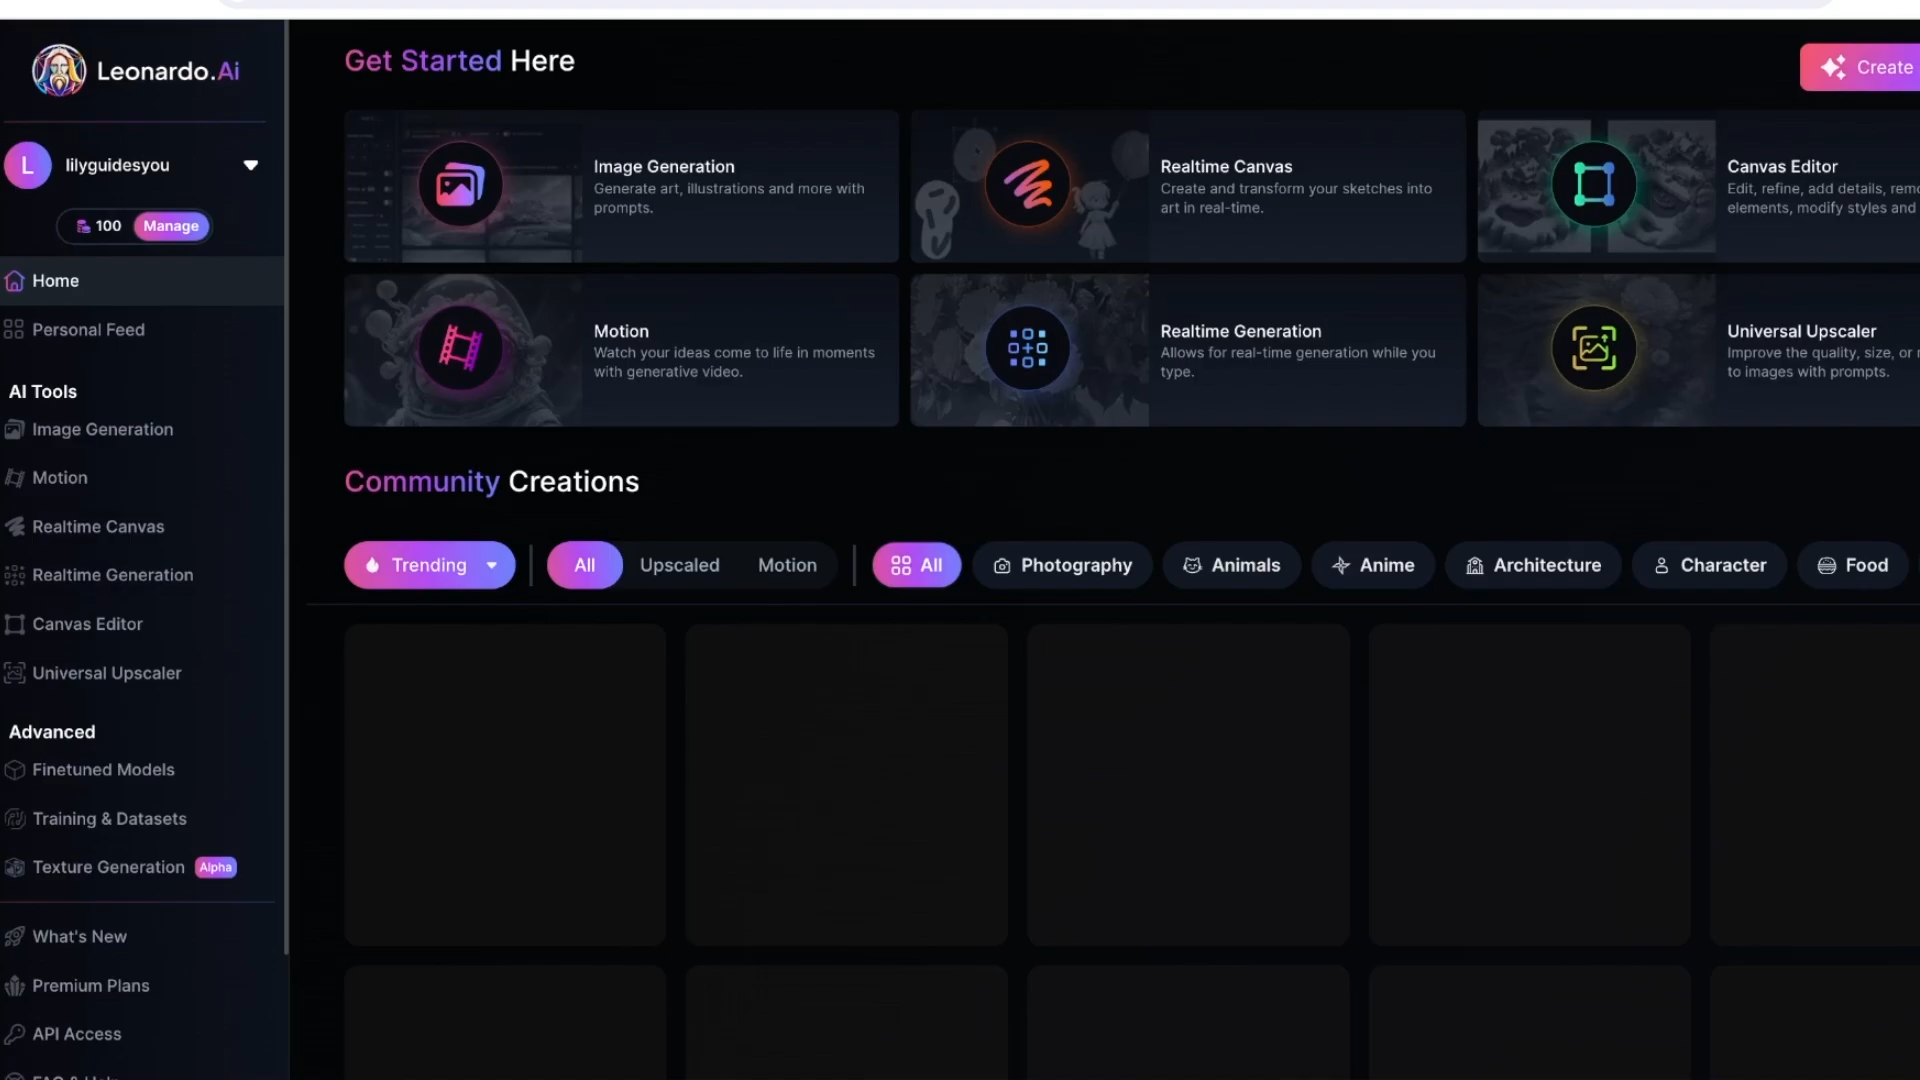 Leonardo.Ai
L
lilyguidesyou
100
Manage
Home
Personal Feed
AI Tools
Image Generation
Motion
Realtime Canvas
Realtime Generation
Canvas Editor
Universal Upscaler
Advanced
Finetuned Models
Training & Datasets
Texture Generation Alpha
What's New
Premium Plans
API Access
Get Started Here
Create
Image Generation
Generate art, illustrations and more with
prompts.
Realtime Canvas
Create and transform your sketches into
art in real-time.
Canvas Editor
Edit, refine, add details,
elements, modify styles and
Motion
Watch your ideas come to life in moments
with generative video.
Realtime Generation
Allows for real-time generation while you
type.
Universal Upscaler
Improve the quality, size, or
to images with prompts.
Community Creations
Trending
All Upscaled Motion
All Photography Animals Anime Architecture Character Food